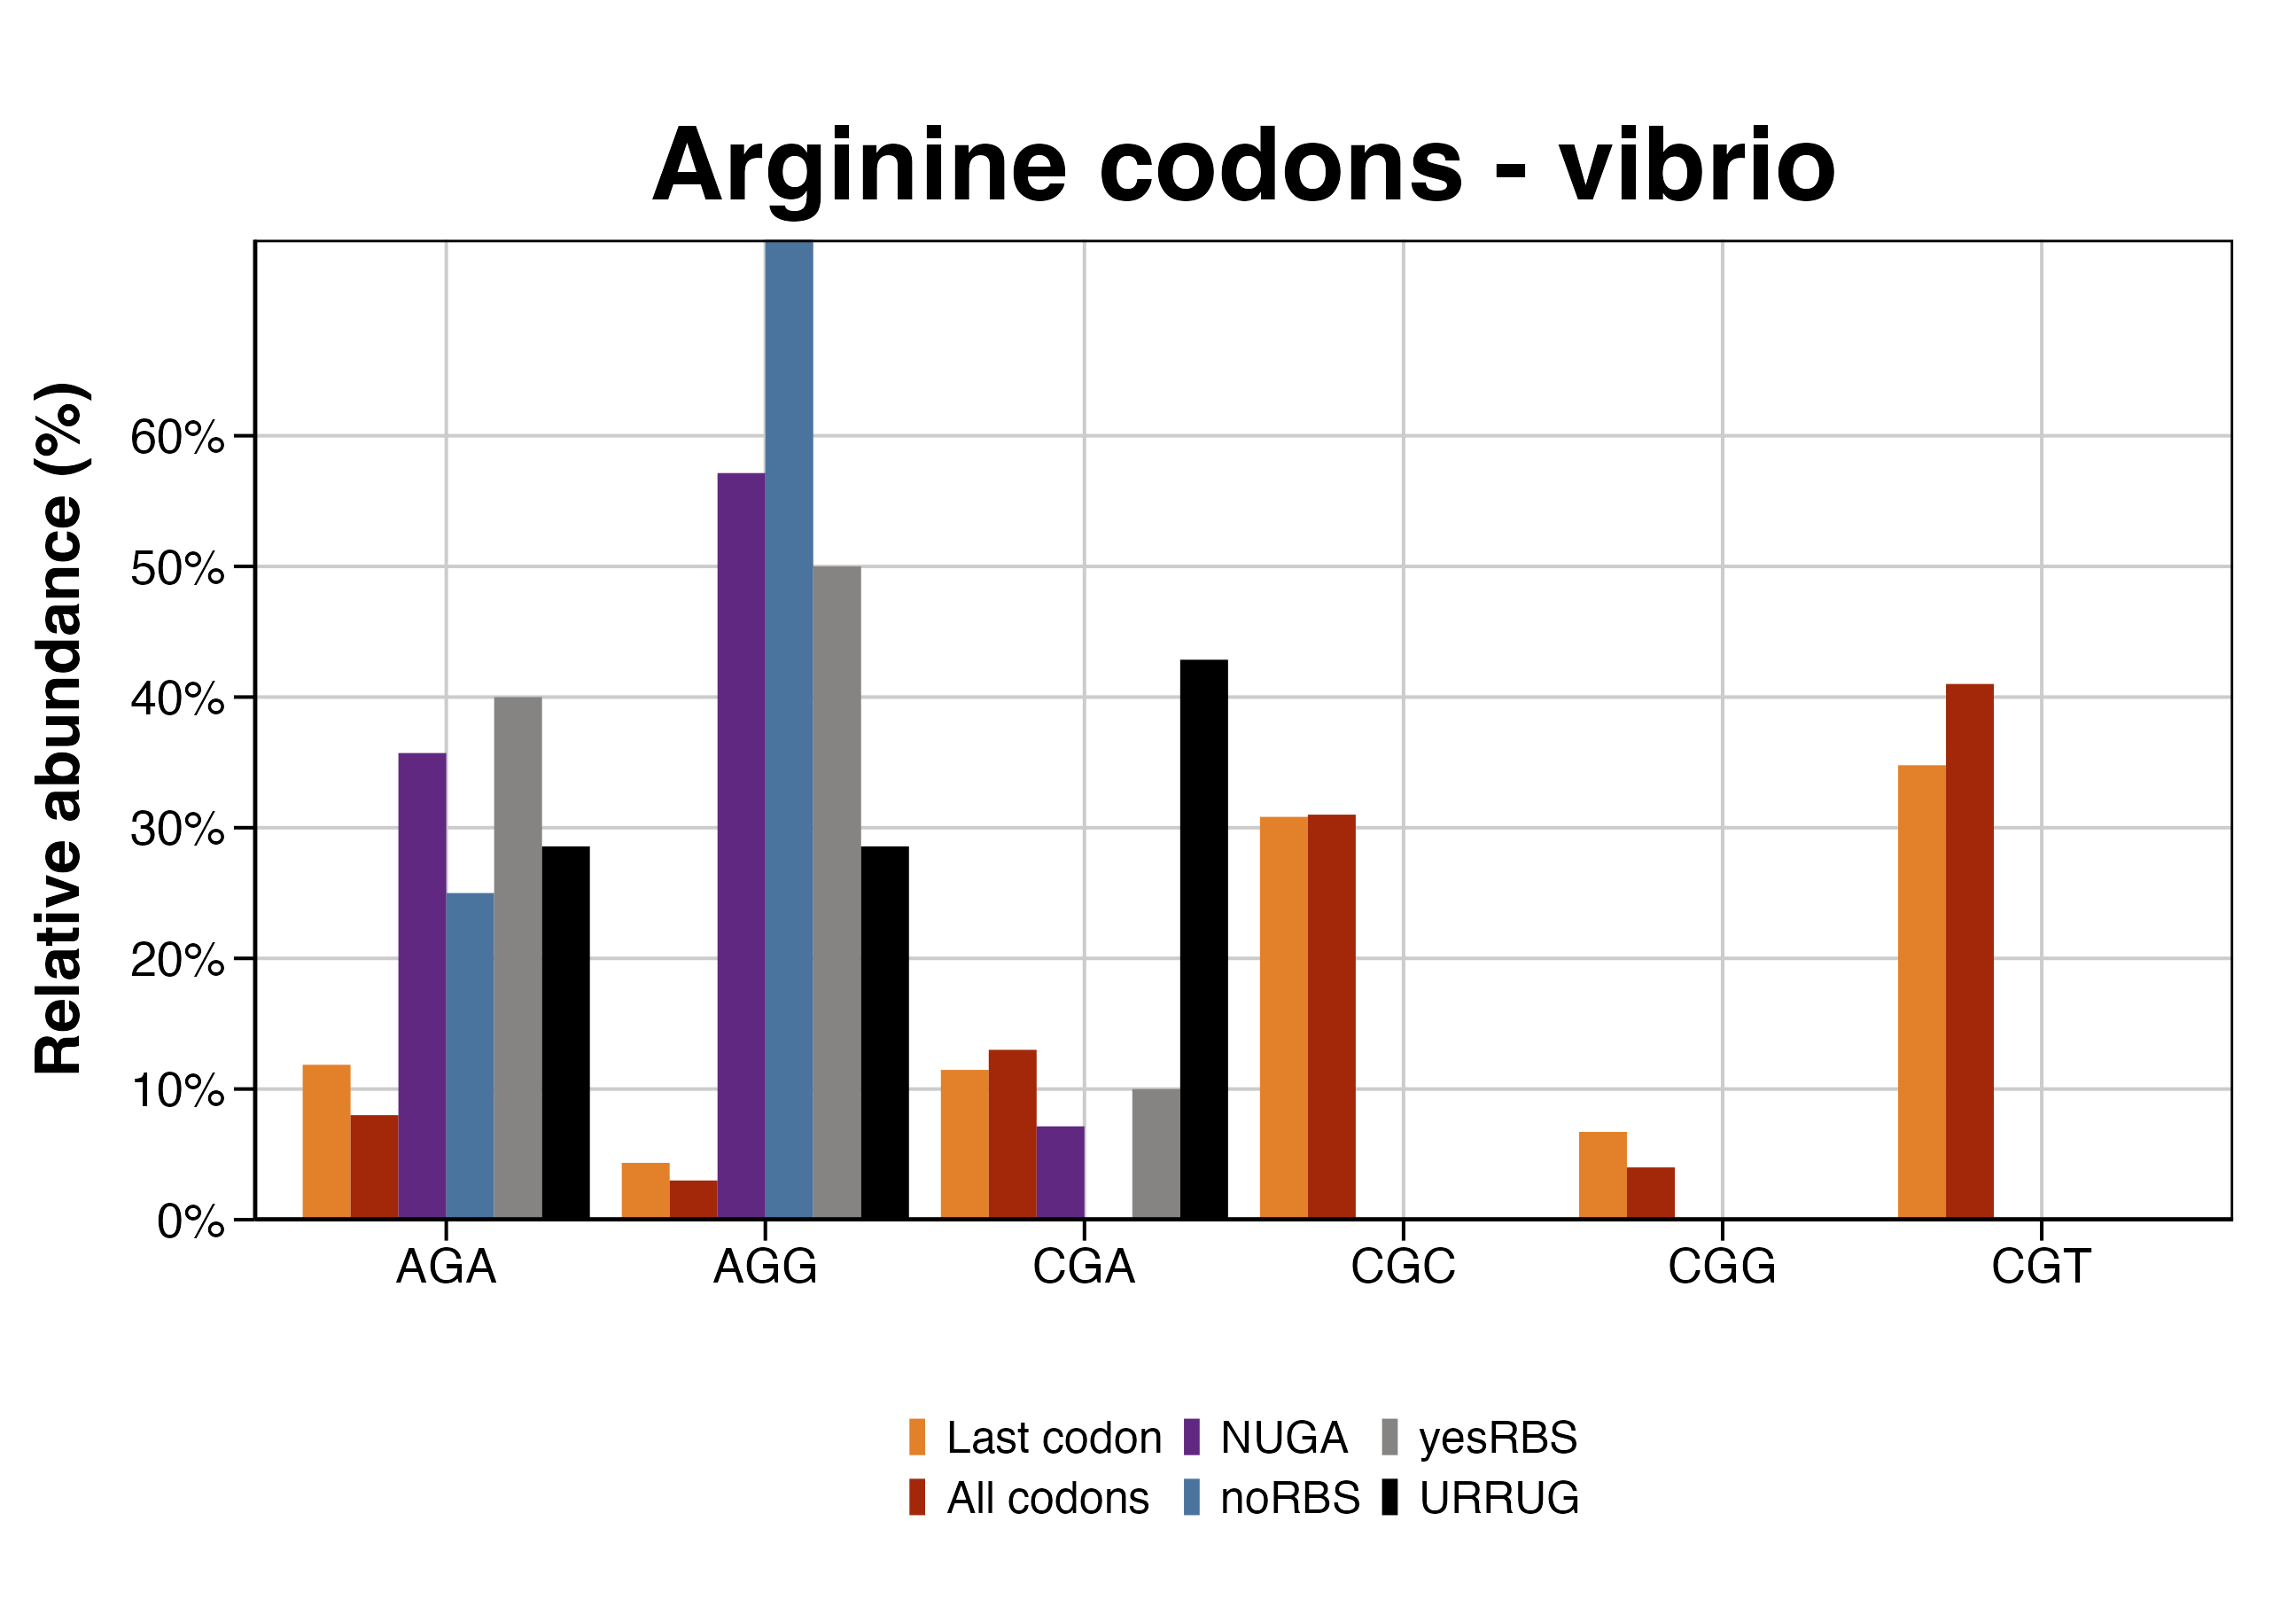 Arginine codons - vibrio
Relative abundance (%)
60%
50%
40%
30%
20%
10%
0%
AGA AGG CGA CGC CGG CGT
Last codon NUGA yesRBS
All codons noRBS URRUG